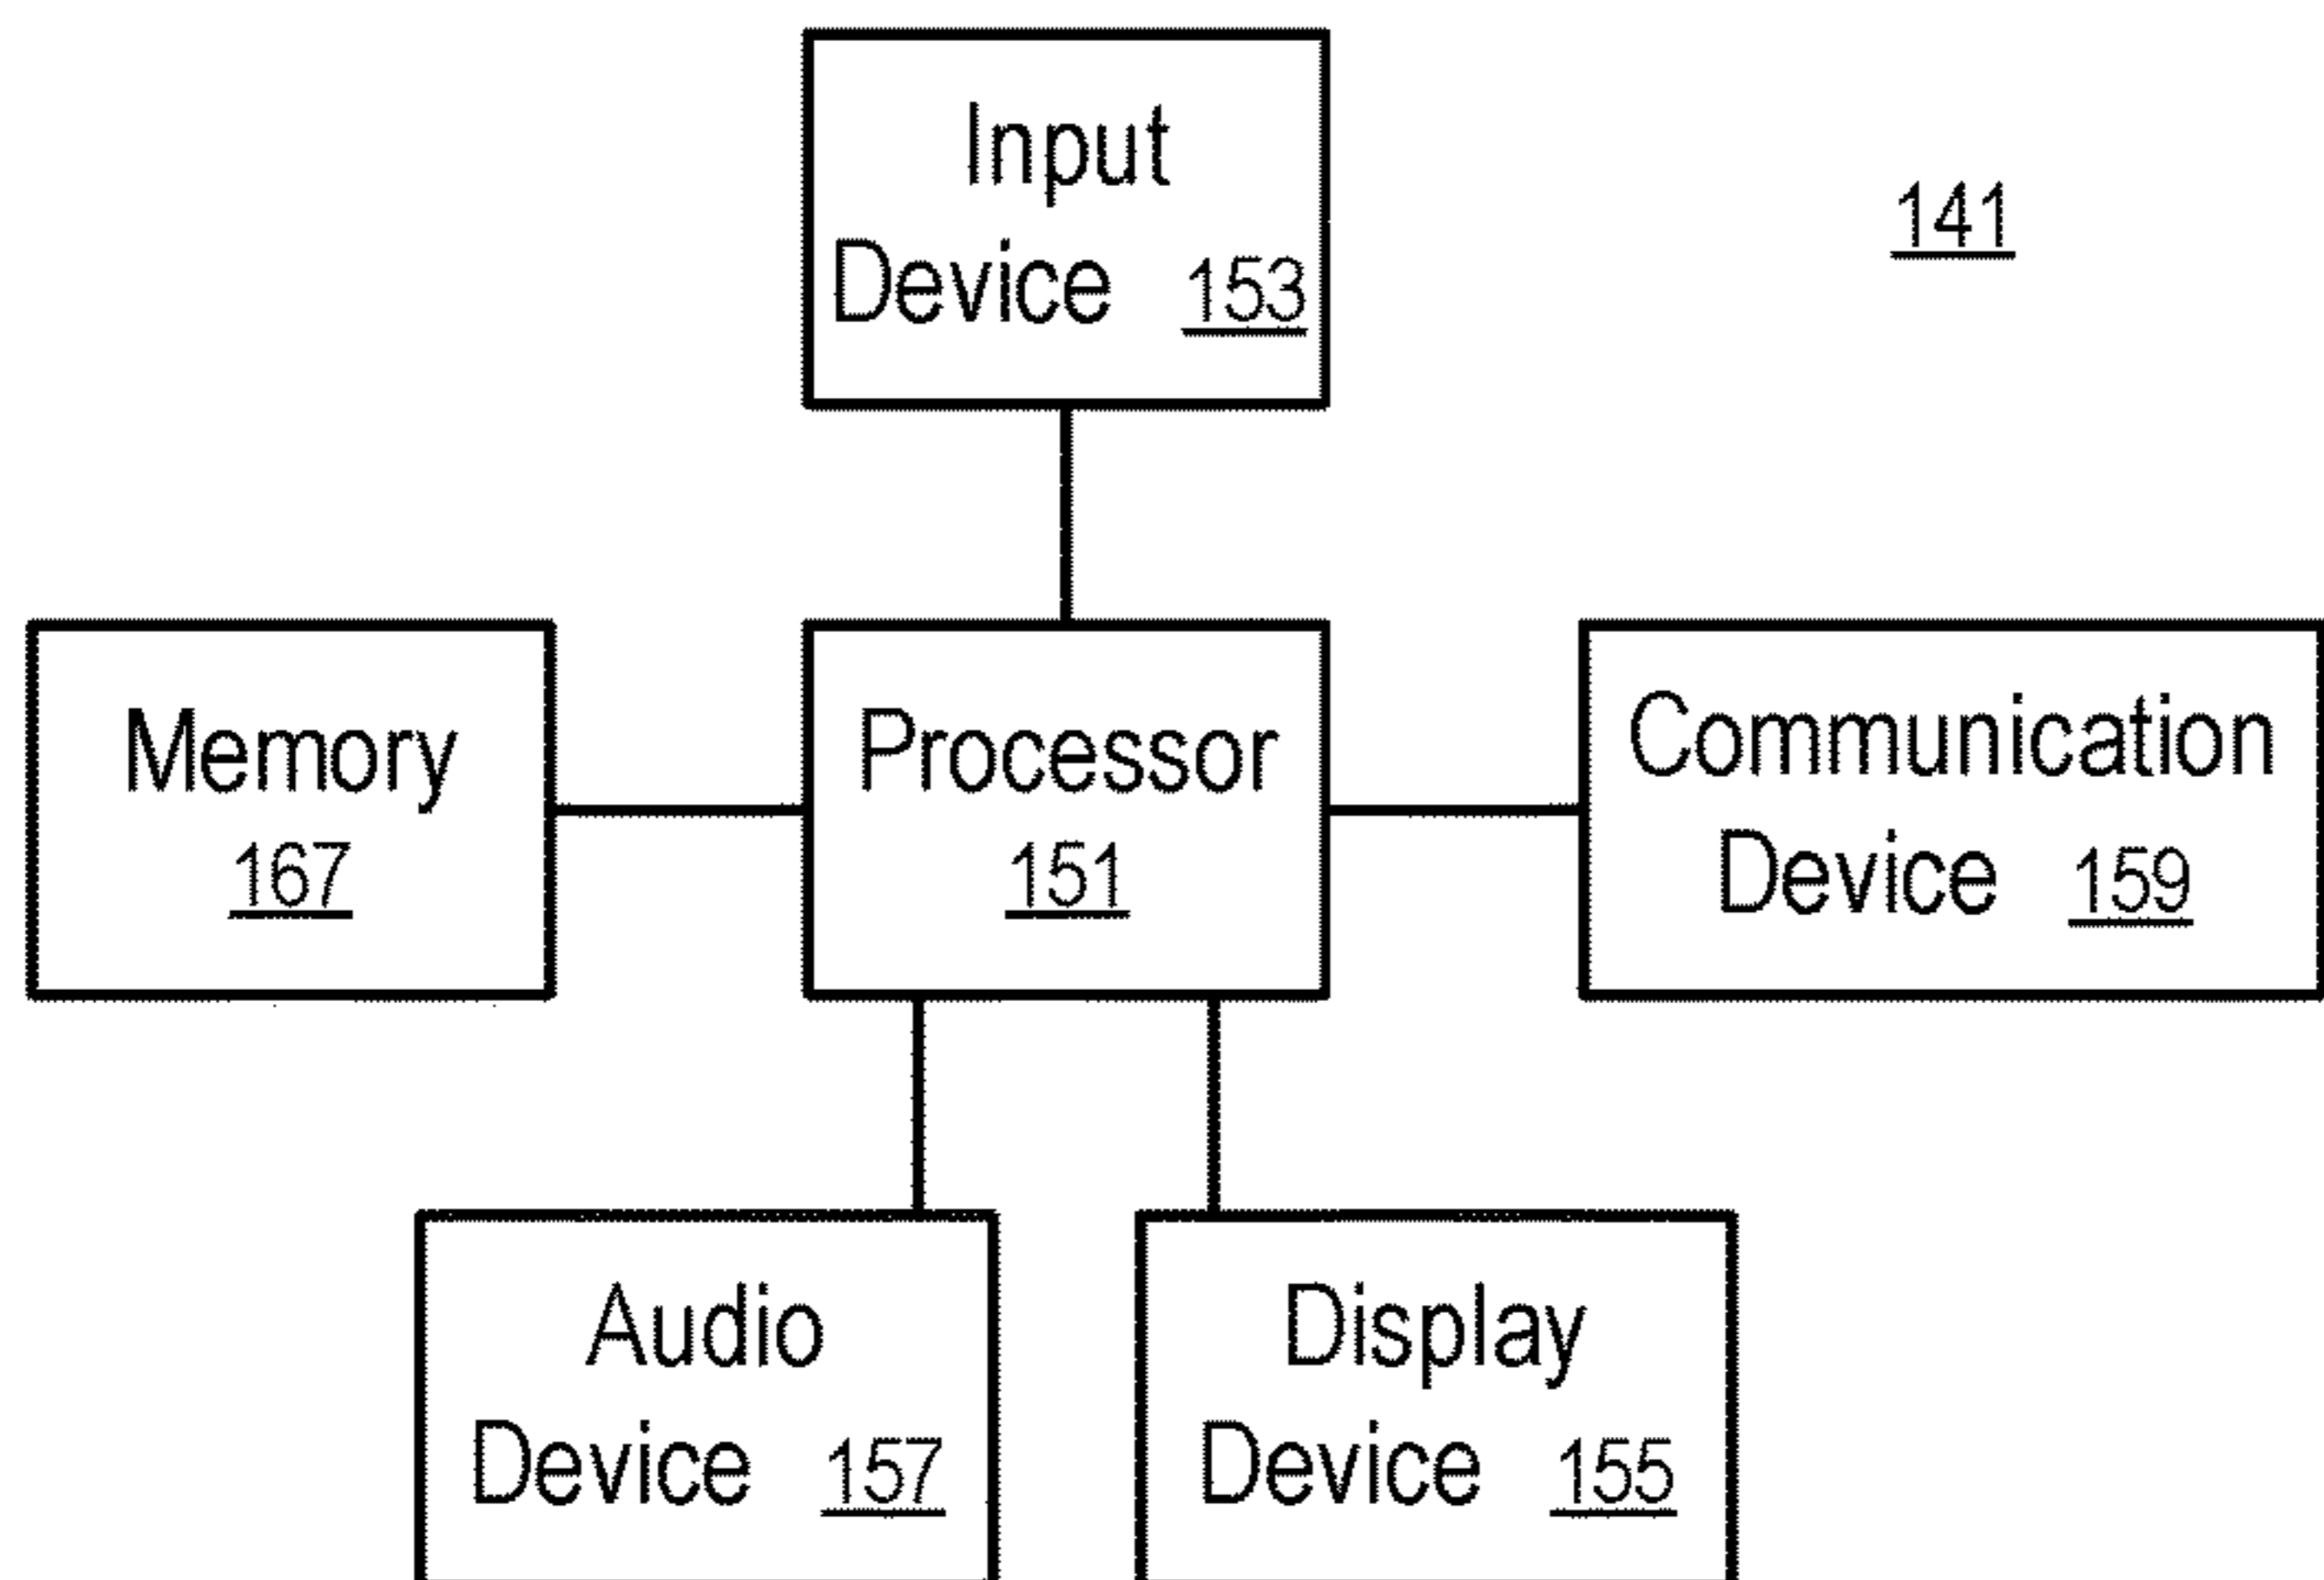 Input
Device 153
141
Memory
167
Processor
151
Communication
Device 159
Audio
Device 157
Display
Device 155